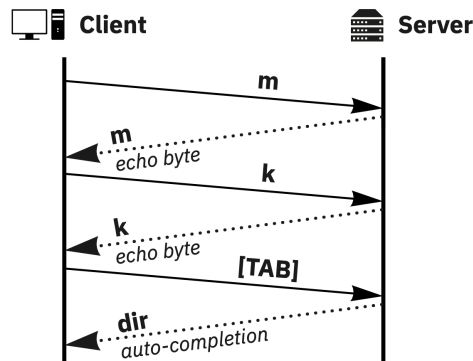 Client
Server
m
m
echo byte
k
k
echo byte
[TAB]
dir
auto-completion